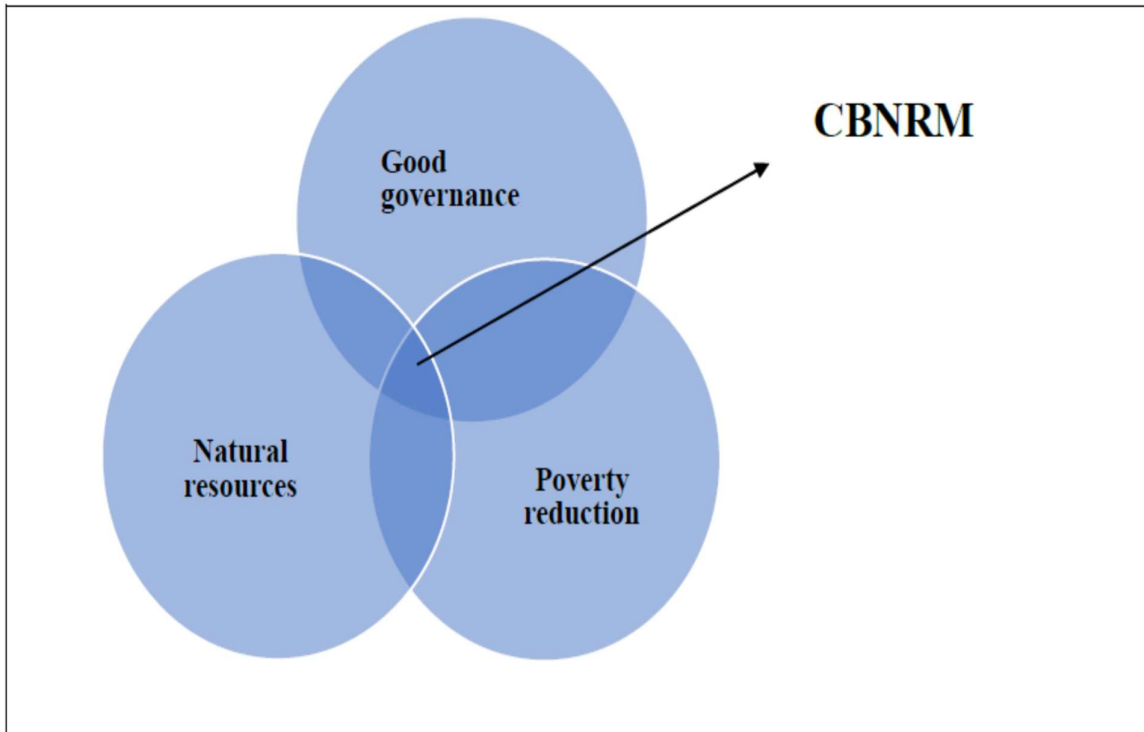 CBNRM
Good
governance
Natural
resources
Poverty
reduction